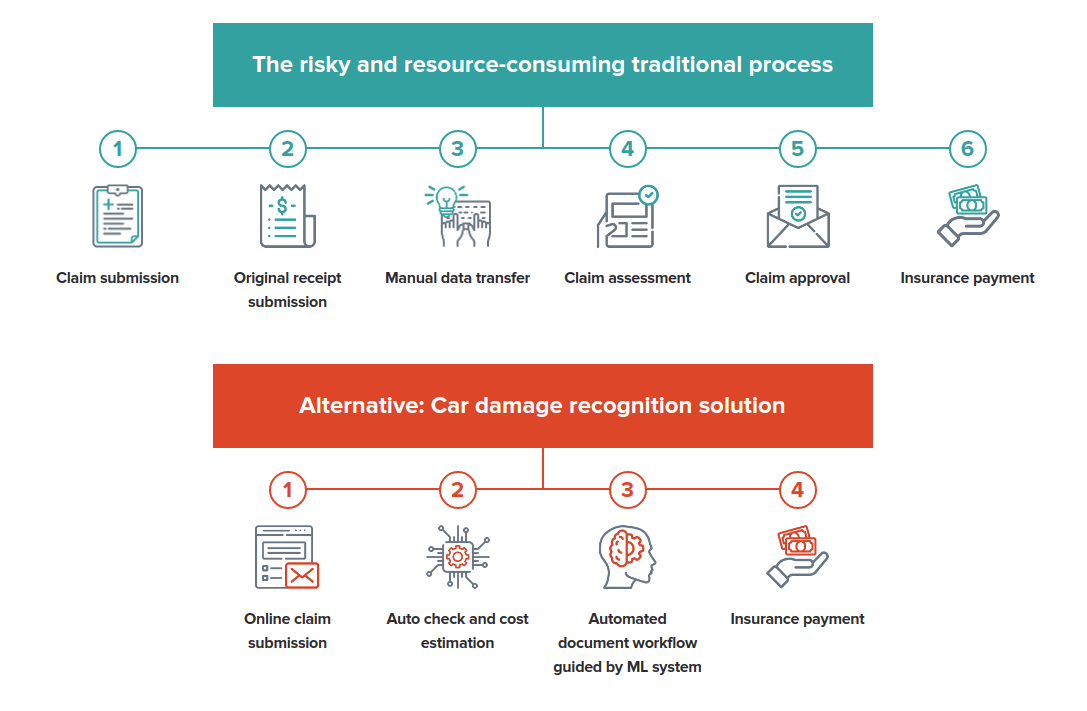 The risky and resource-consuming traditional process
1
2
3
4
5
6
$
Claim submission
Original receipt
submission
Manual data transfer
Claim assessment
Claim approval
Insurance payment
Alternative: Car damage recognition solution
1
2
3
4
Online claim
submission
Auto check and cost
estimation
Automated
document workflow
guided by ML system
Insurance payment